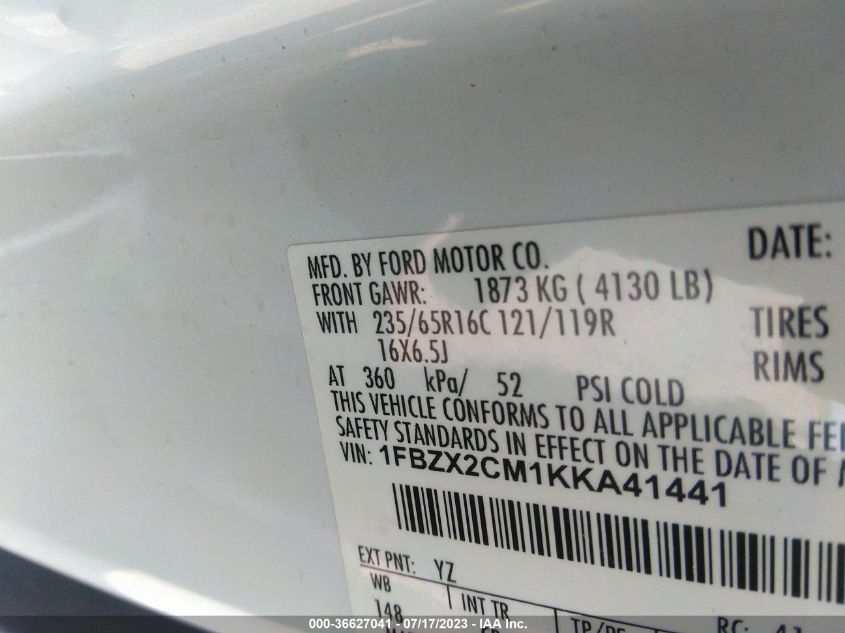 MFD. BY FORD MOTOR CO. DATE:
FRONT GAWR: 1873 KG ( 4130 LB)
WITH 235/65R16C 121/119R TIRES
16X6.5J RIMS
AT 360 kPa/ 52 PSI COLD
THIS VEHICLE CONFORMS TO ALL APPLICABLE
SAFETY STANDARDS IN EFFECT ON THE DATE OF
VIN: 1FBZX2CM1KKA41441
EXT PNT: YZ RC: 41
WB INT TR
148
000-36627041 - 07/17/2023 - IAA Inc.